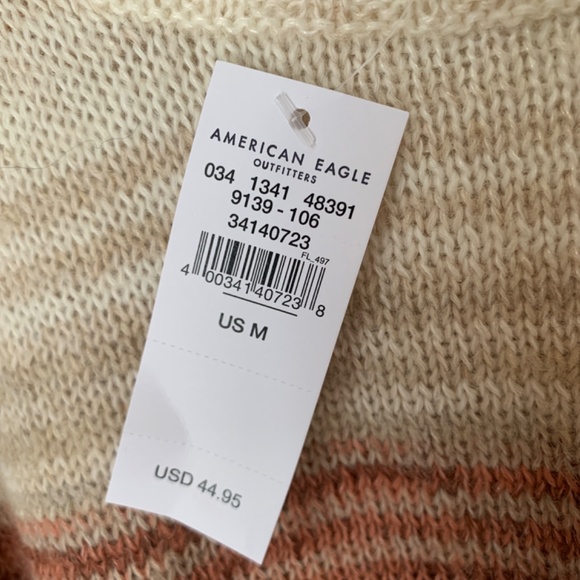 AMERICAN EAGLE
OUTFITTERS
034 1341 48391
9139 - 106
34140723
FL_497
4 00341 40723 8
US M
USD 44.95